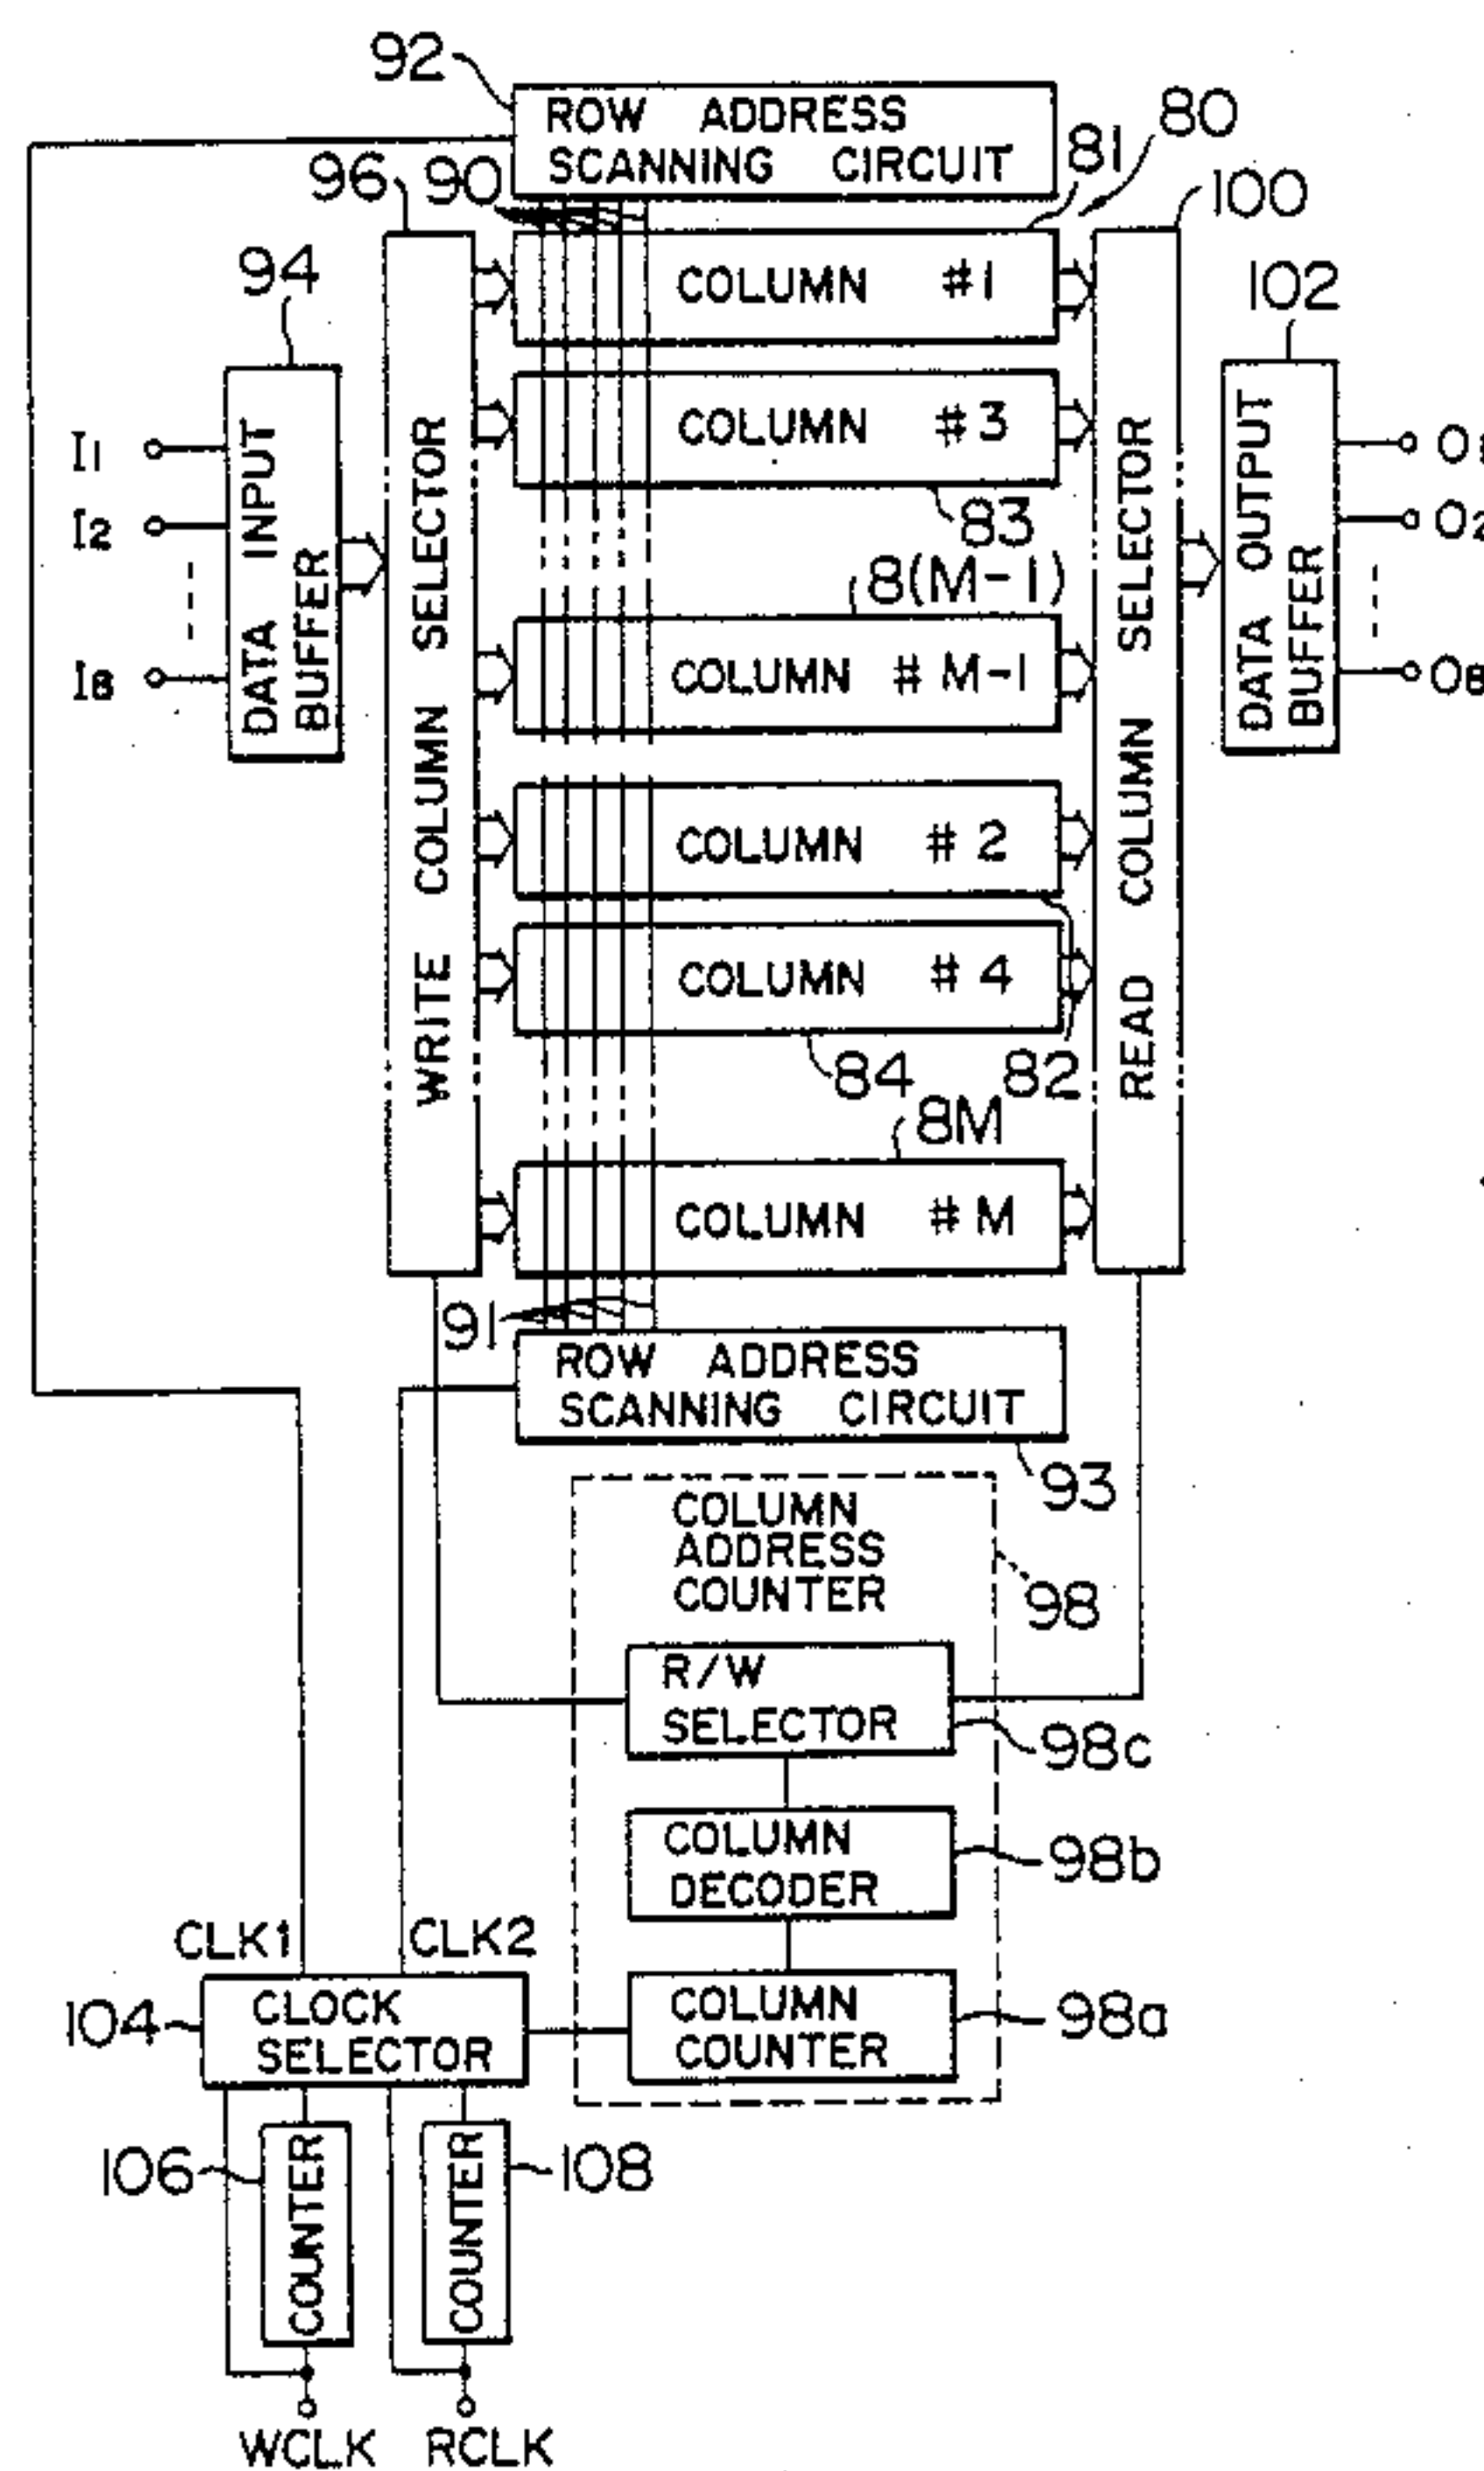 92
ROW ADDRESS
SCANNING CIRCUIT
80
81
96
90
100
94
COLUMN #1
102
COLUMN #3
83
I1
I2
I8
DATA INPUT
BUFFER
WRITE COLUMN SELECTOR
8(M-1)
COLUMN # M-1
READ COLUMN SELECTOR
DATA OUTPUT
BUFFER
O1
O2
O8
COLUMN # 2
COLUMN # 4
84
82
8M
COLUMN # M
91
ROW ADDRESS
SCANNING CIRCUIT
93
COLUMN
ADDRESS
COUNTER
98
R/W
SELECTOR
98c
COLUMN
DECODER
98b
CLK1
CLK2
104
CLOCK
SELECTOR
COLUMN
COUNTER
98a
106
COUNTER
COUNTER
108
WCLK
RCLK